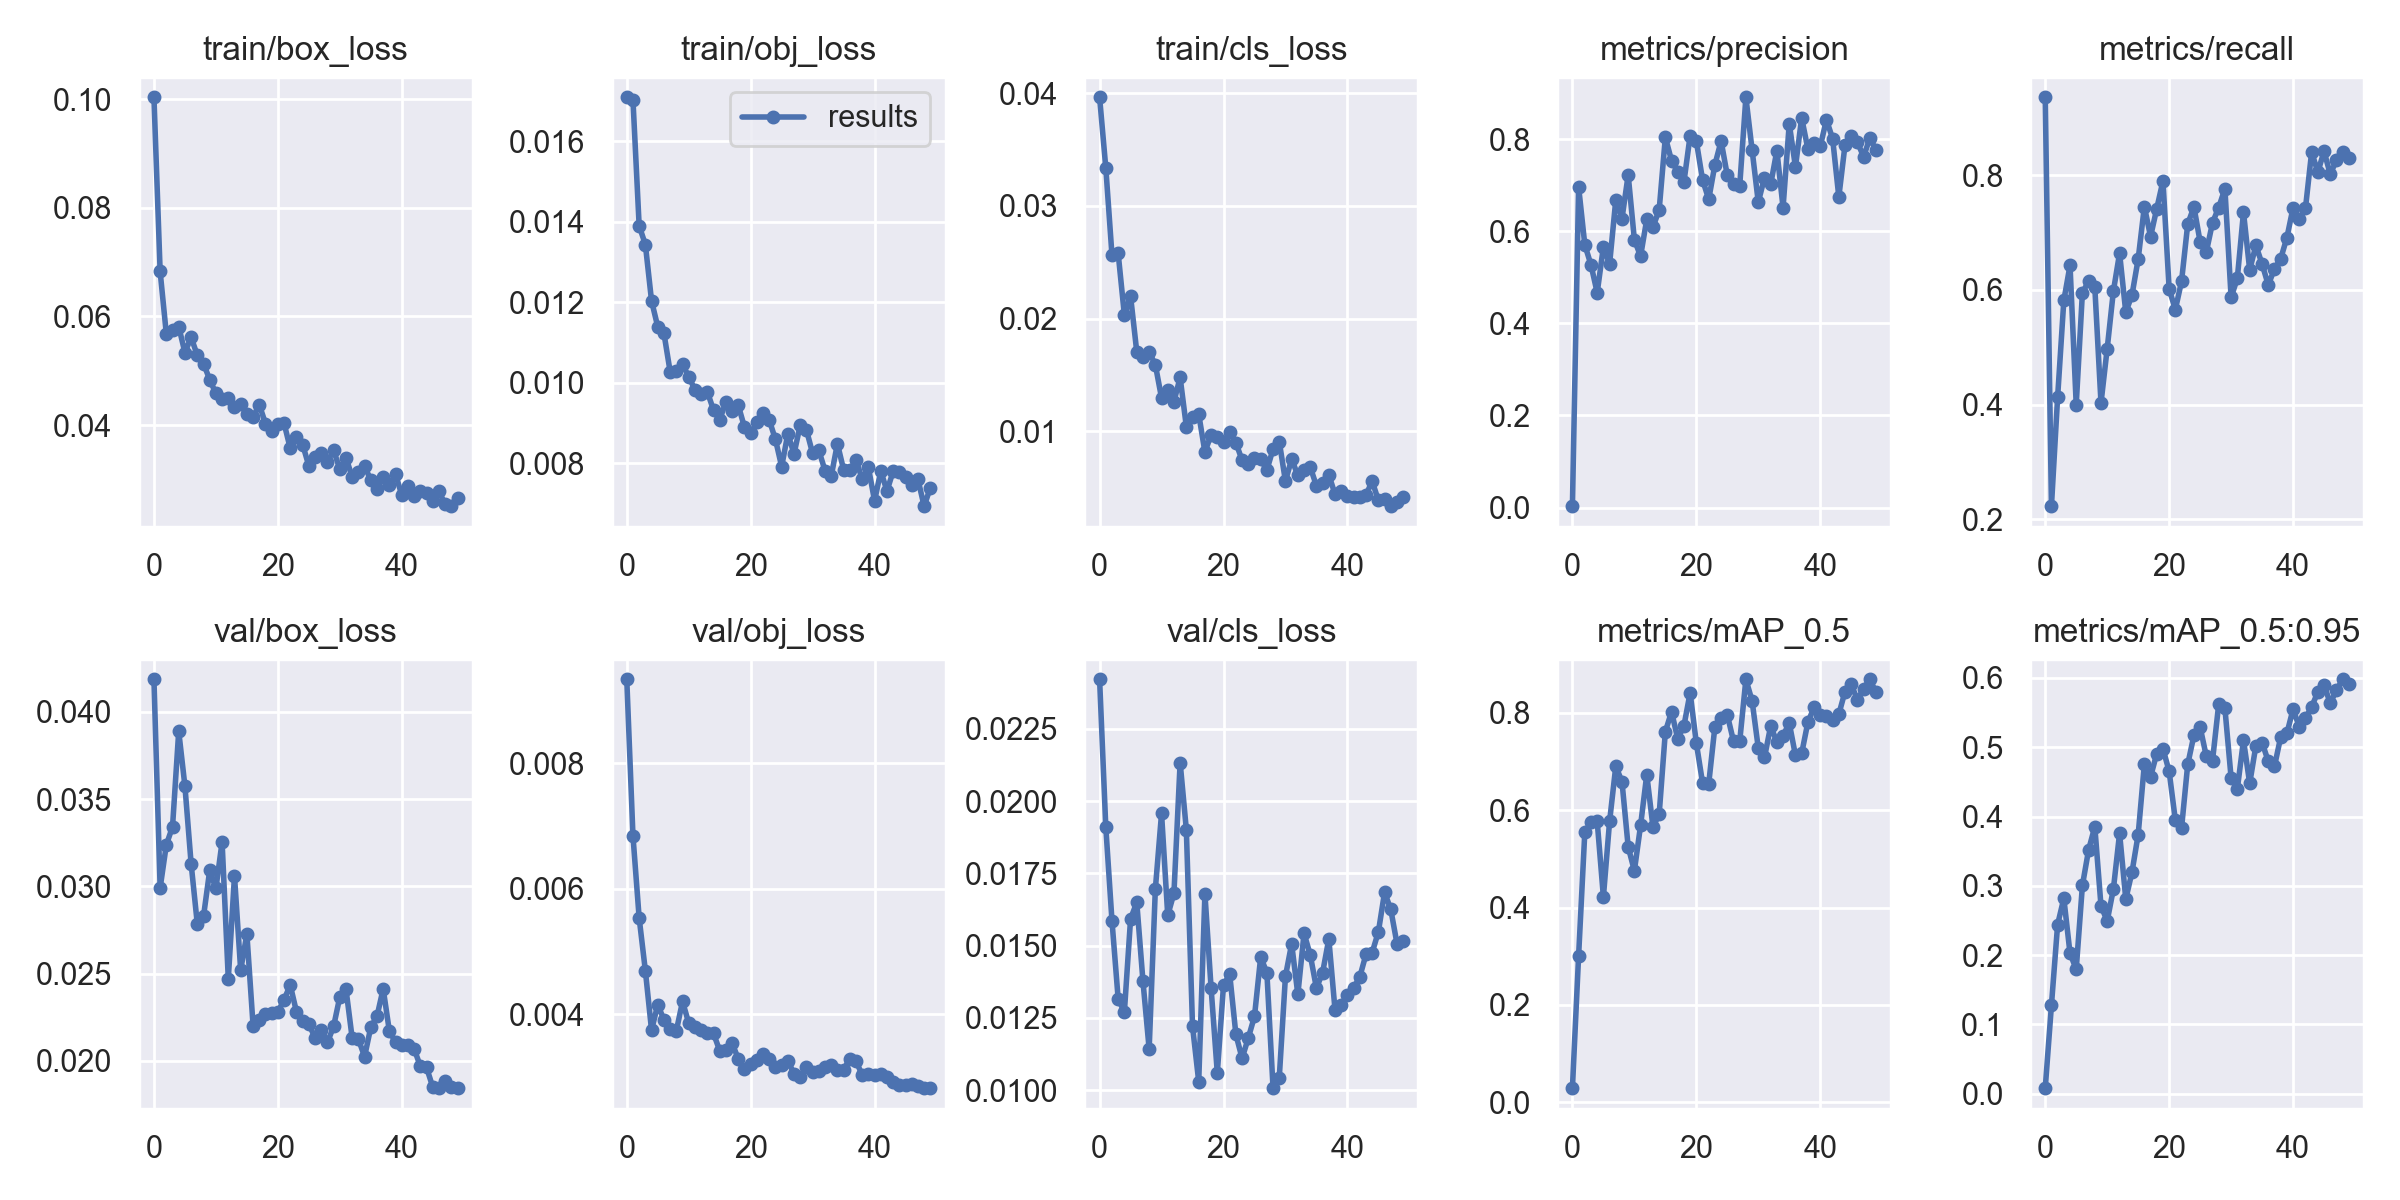 train/box_loss
train/obj_loss
train/cls_loss
metrics/precision
metrics/recall
0.10
0.08
0.06
0.04
0 20 40
results
0.016
0.014
0.012
0.010
0.008
0 20 40
0.04
0.03
0.02
0.01
0 20 40
0.8
0.6
0.4
0.2
0.0
0 20 40
0.8
0.6
0.4
0.2
0 20 40
val/box_loss
val/obj_loss
val/cls_loss
metrics/mAP_0.5
metrics/mAP_0.5:0.95
0.040
0.035
0.030
0.025
0.020
0 20 40
0.008
0.006
0.004
0 20 40
0.0225
0.0200
0.0175
0.0150
0.0125
0.0100
0 20 40
0.8
0.6
0.4
0.2
0.0
0 20 40
0.6
0.5
0.4
0.3
0.2
0.1
0.0
0 20 40